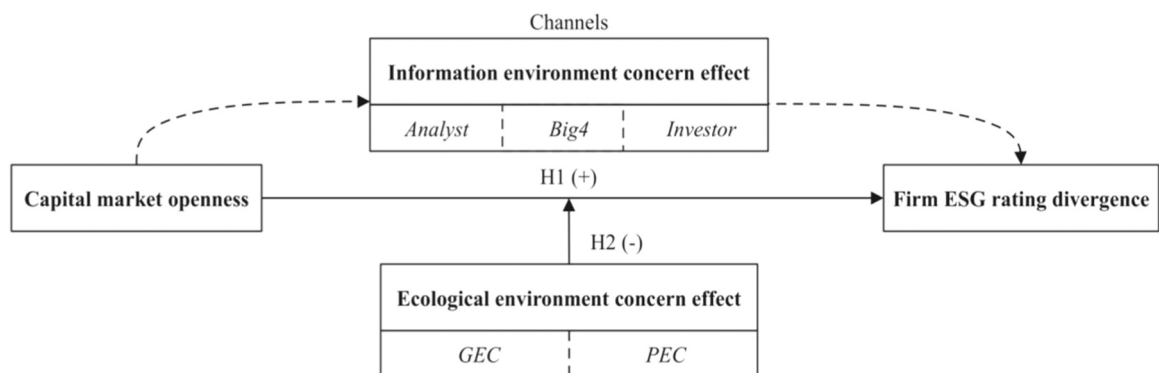 Channels
Information environment concern effect
Analyst Big4 Investor
H1 (+)
Capital market openness Firm ESG rating divergence
H2 (-)
Ecological environment concern effect
GEC PEC